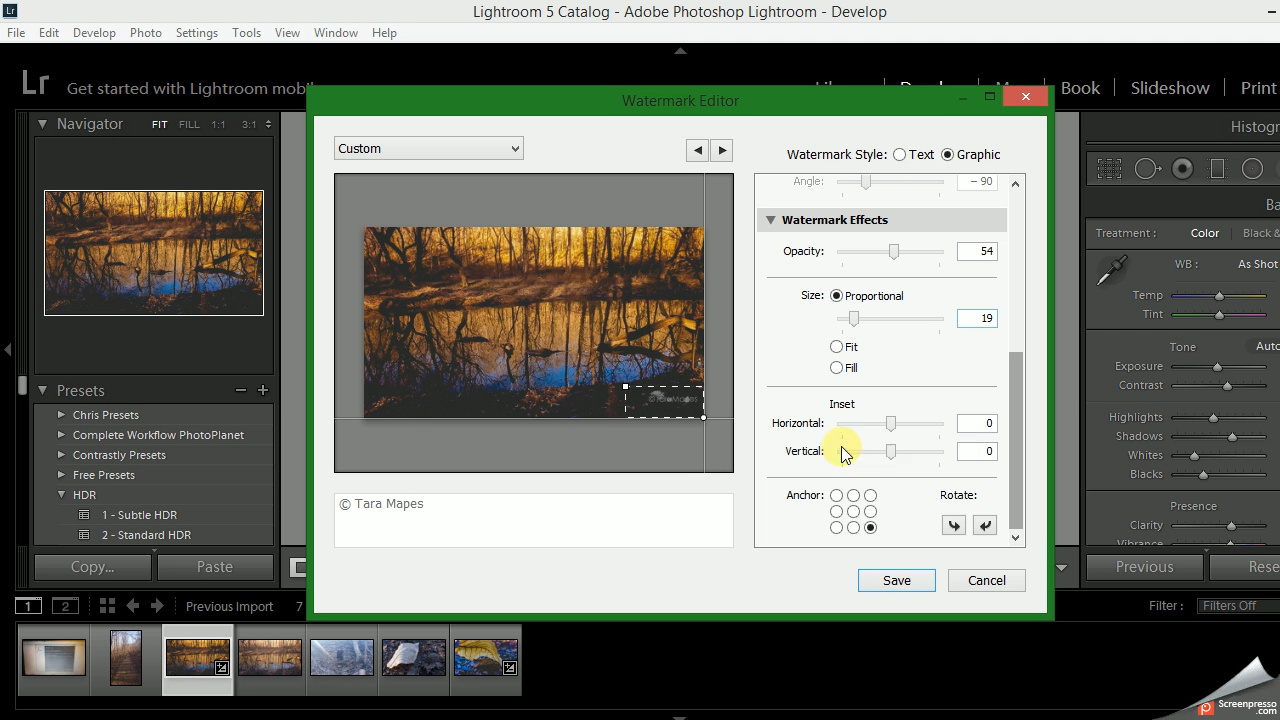 Lr
Lightroom 5 Catalog - Adobe Photoshop Lightroom - Develop
File Edit Develop Photo Settings Tools View Window Help
Lr Get started with Lightroom
Book | Slideshow | Print
Watermark Editor
Navigator FIT FILL 1:1 3:1
Histogr
Custom
Watermark Style: Text Graphic
Angle: - 90
Watermark Effects
Opacity: 54
Size: Proportional
19
Fit
Fill
Inset
Horizontal: 0
Vertical: 0
Anchor: Rotate:
© Tara Mapes
Save Cancel
Presets
Chris Presets
Complete Workflow PhotoPlanet
Contrastly Presets
Free Presets
HDR
1 - Subtle HDR
2 - Standard HDR
Copy... Paste
Ba
Treatment : Color Black &
WB : As Shot
Temp
Tint
Tone Auto
Exposure
Contrast
Highlights
Shadows
Whites
Blacks
Presence
Clarity
Vibrance
Previous Rese
1 2 Previous Import 7
Filter : Filters Off
Screenpresso
.com